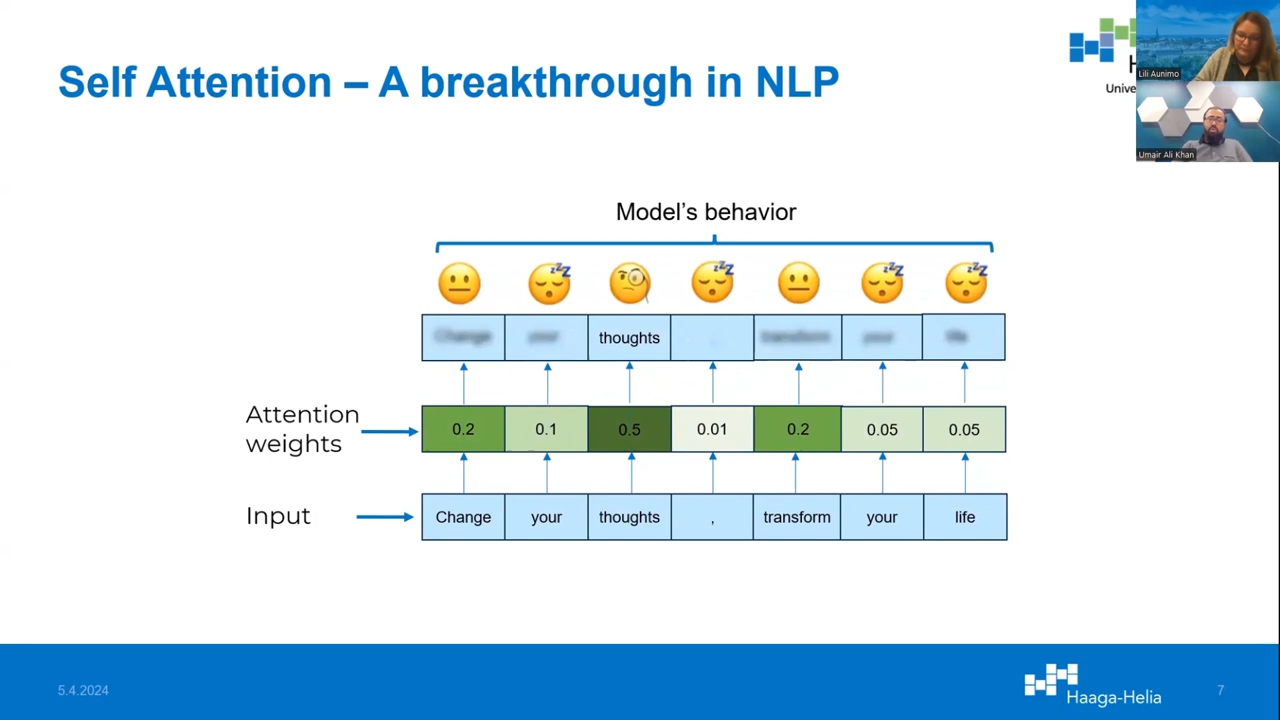 Self Attention – A breakthrough in NLP
H
Unive
Lili Aunimo
Umair Ali Khan
Model's behavior
Change your thoughts , transform your life
Attention
weights
0.2 0.1 0.5 0.01 0.2 0.05 0.05
Input
Change your thoughts , transform your life
5.4.2024
Haaga-Helia
7